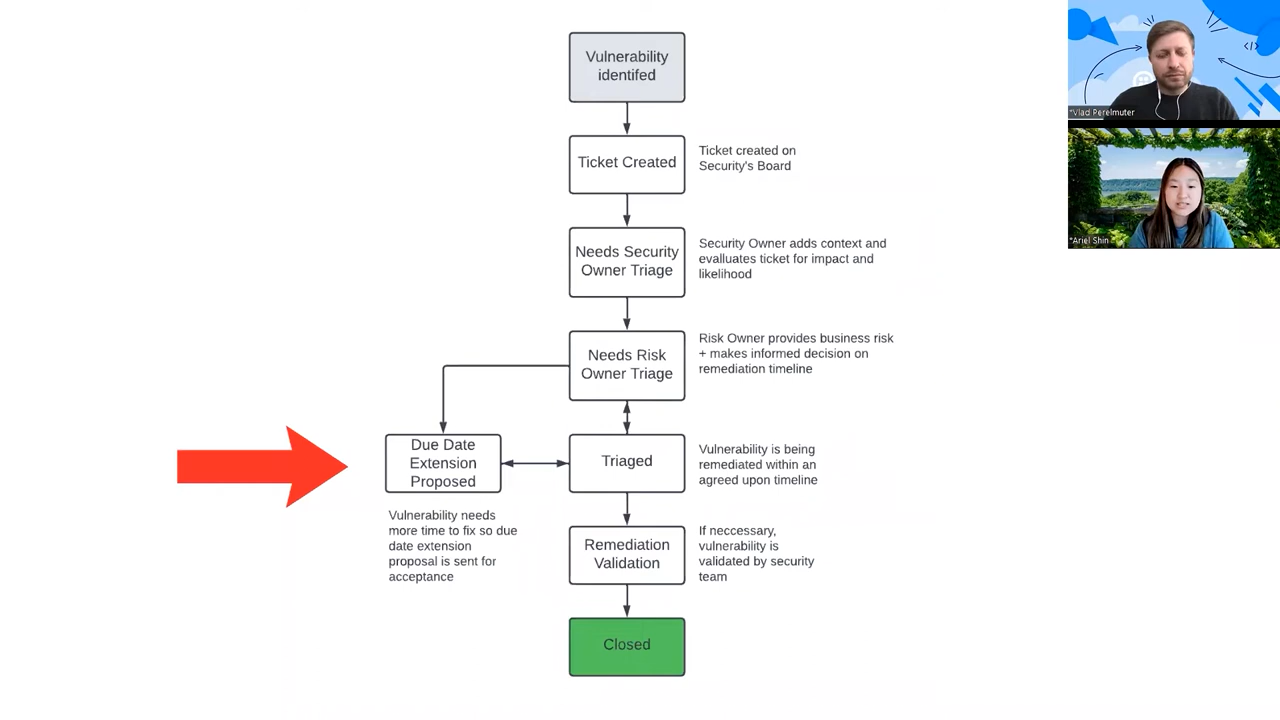 Vulnerability
identifed
Ticket Created
Ticket created on
Security's Board
Needs Security
Owner Triage
Security Owner adds context and
evalluates ticket for impact and
likelihood
Needs Risk
Owner Triage
Risk Owner provides business risk
+ makes informed decision on
remediation timeline
Due Date
Extension
Proposed
Vulnerability needs
more time to fix so due
date extension
proposal is sent for
acceptance
Triaged
Vulnerability is being
remediated within an
agreed upon timeline
Remediation
Validation
If neccessary,
vulnerability is
validated by security
team
Closed
</>
*Vlad Perelmuter
*Ariel Shin